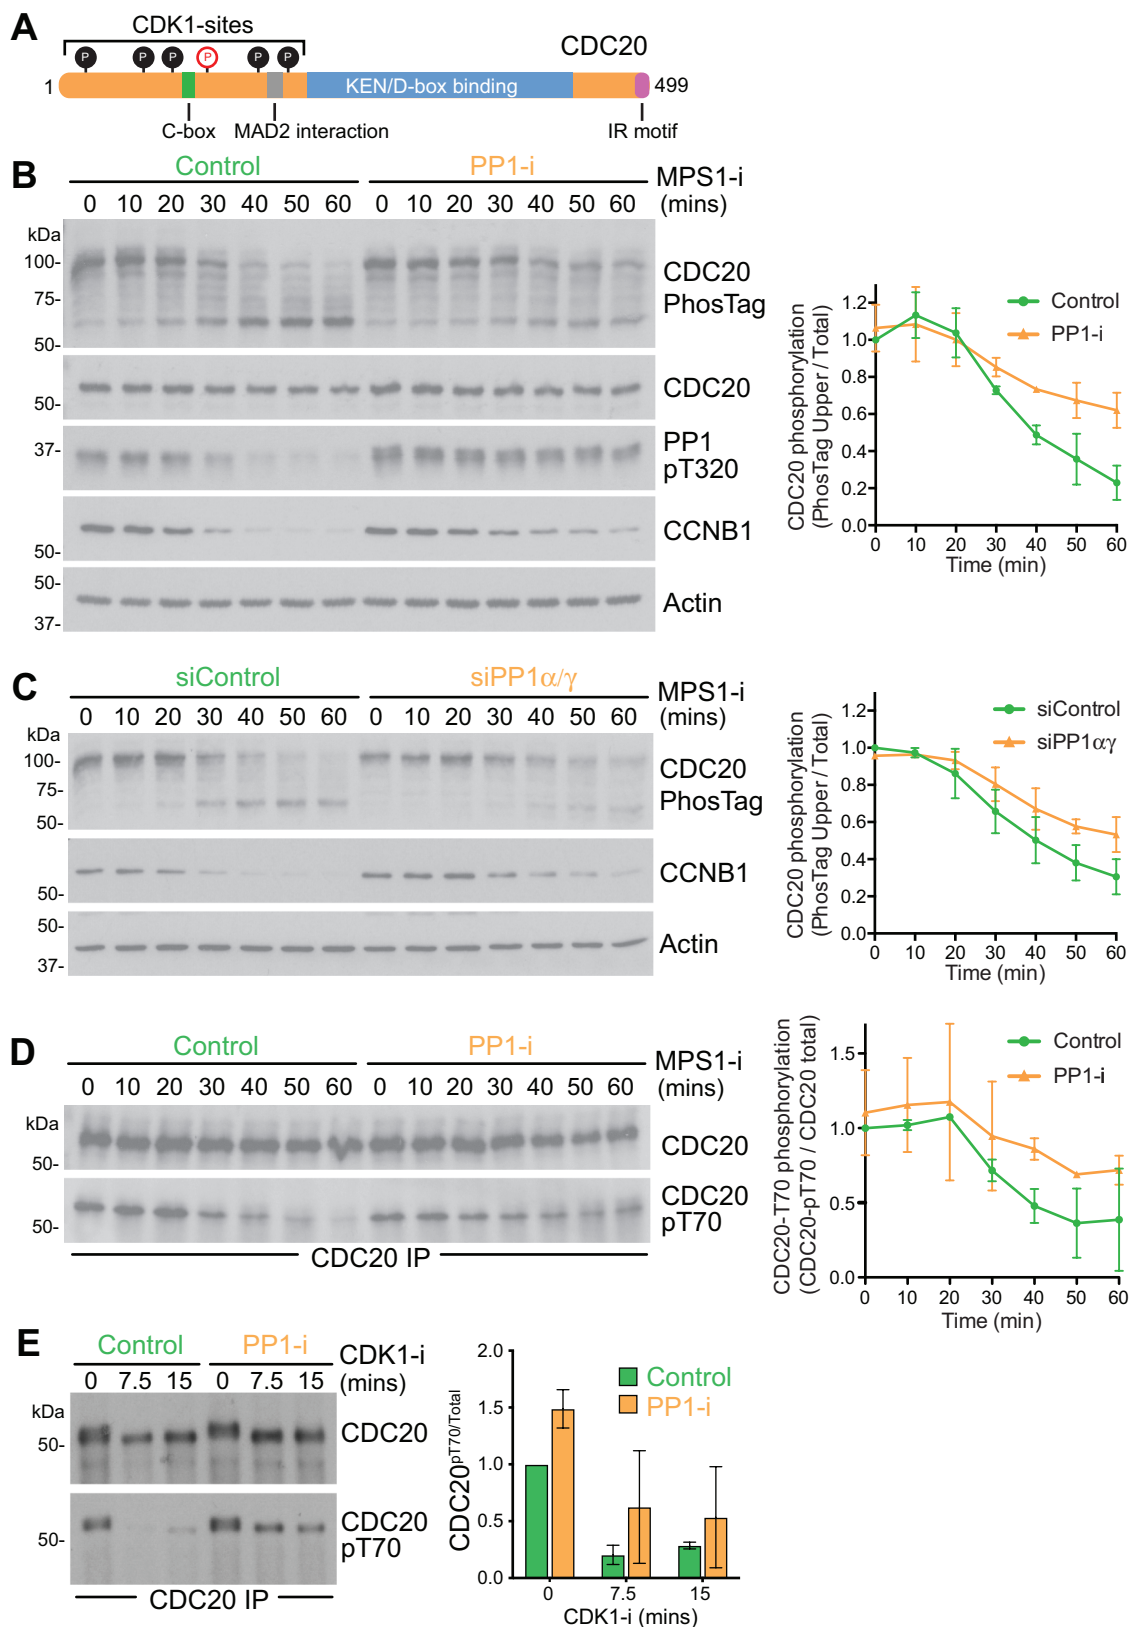 A
CDK1-sites
CDC20
P P P P P P
1
KEN/D-box binding
499
C-box
MAD2 interaction
IR motif
B
Control
PP1-i
MPS1-i
(mins)
0 10 20 30 40 50 60 0 10 20 30 40 50 60
kDa
100-
75-
50-
CDC20
PhosTag
50-
CDC20
37-
PP1
pT320
50-
CCNB1
50-
37-
Actin
CDC20 phosphorylation
(PhosTag Upper / Total)
1.2
1.0
0.8
0.6
0.4
0.2
0.0
0 10 20 30 40 50 60
Time (min)
Control
PP1-i
C
siControl
siPP1α/γ
MPS1-i
(mins)
0 10 20 30 40 50 60 0 10 20 30 40 50 60
kDa
100-
75-
50-
CDC20
PhosTag
50-
CCNB1
50-
37-
Actin
CDC20 phosphorylation
(PhosTag Upper / Total)
1.2
1.0
0.8
0.6
0.4
0.2
0.0
0 10 20 30 40 50 60
Time (min)
siControl
siPP1αγ
D
Control
PP1-i
MPS1-i
(mins)
0 10 20 30 40 50 60 0 10 20 30 40 50 60
kDa
50-
CDC20
50-
CDC20
pT70
CDC20 IP
CDC20-T70 phosphorylation
(CDC20-pT70 / CDC20 total)
1.5
1.0
0.5
0.0
0 10 20 30 40 50 60
Time (min)
Control
PP1-i
E
Control
PP1-i
CDK1-i
(mins)
0 7.5 15 0 7.5 15
kDa
50-
CDC20
50-
CDC20
pT70
CDC20 IP
CDC20pT70/Total
2.0
1.5
1.0
0.5
0.0
0 7.5 15
CDK1-i (mins)
Control
PP1-i